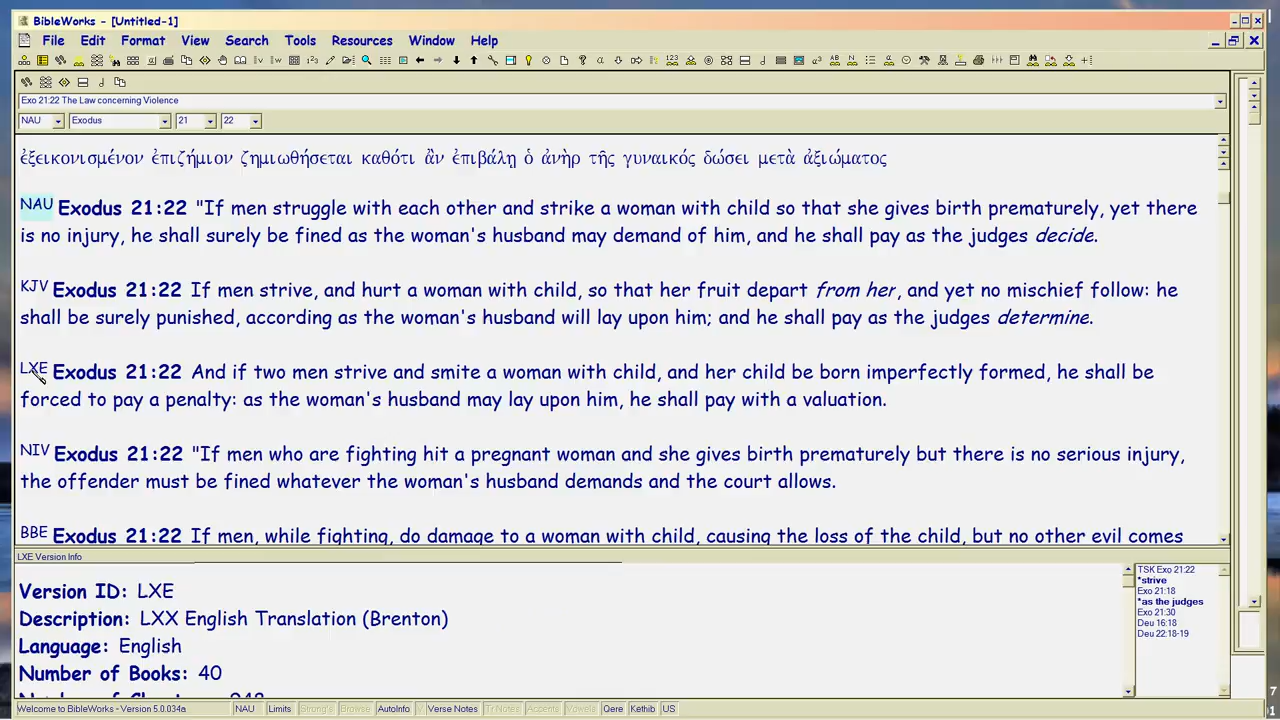 BibleWorks - [Untitled-1]
File Edit Format View Search Tools Resources Window Help
Exo 21:22 The Law concerning Violence
NAU Exodus 21 22
ἐξεικονισμένον ἐπιζήμιον ζημιωθήσεται καθότι ἂν ἐπιβάλῃ ὁ ἀνὴρ τῆς γυναικός δώσει μετὰ ἀξιώματος
NAU Exodus 21:22 "If men struggle with each other and strike a woman with child so that she gives birth prematurely, yet there
is no injury, he shall surely be fined as the woman's husband may demand of him, and he shall pay as the judges decide.
KJV Exodus 21:22 If men strive, and hurt a woman with child, so that her fruit depart from her, and yet no mischief follow: he
shall be surely punished, according as the woman's husband will lay upon him; and he shall pay as the judges determine.
LXE Exodus 21:22 And if two men strive and smite a woman with child, and her child be born imperfectly formed, he shall be
forced to pay a penalty: as the woman's husband may lay upon him, he shall pay with a valuation.
NIV Exodus 21:22 "If men who are fighting hit a pregnant woman and she gives birth prematurely but there is no serious injury,
the offender must be fined whatever the woman's husband demands and the court allows.
BBE Exodus 21:22 If men, while fighting, do damage to a woman with child, causing the loss of the child, but no other evil comes
LXE Version Info
Version ID: LXE
Description: LXX English Translation (Brenton)
Language: English
Number of Books: 40
TSK Exo 21:22
*strive
Exo 21:18
*as the judges
Exo 21:30
Deu 16:18
Deu 22:18-19
Welcome to BibleWorks - Version 5.0.034a NAU Limits Strong's Browse AutoInfo Verse Notes Tr.Notes Accents Vowels Qere Kethib US
7
1